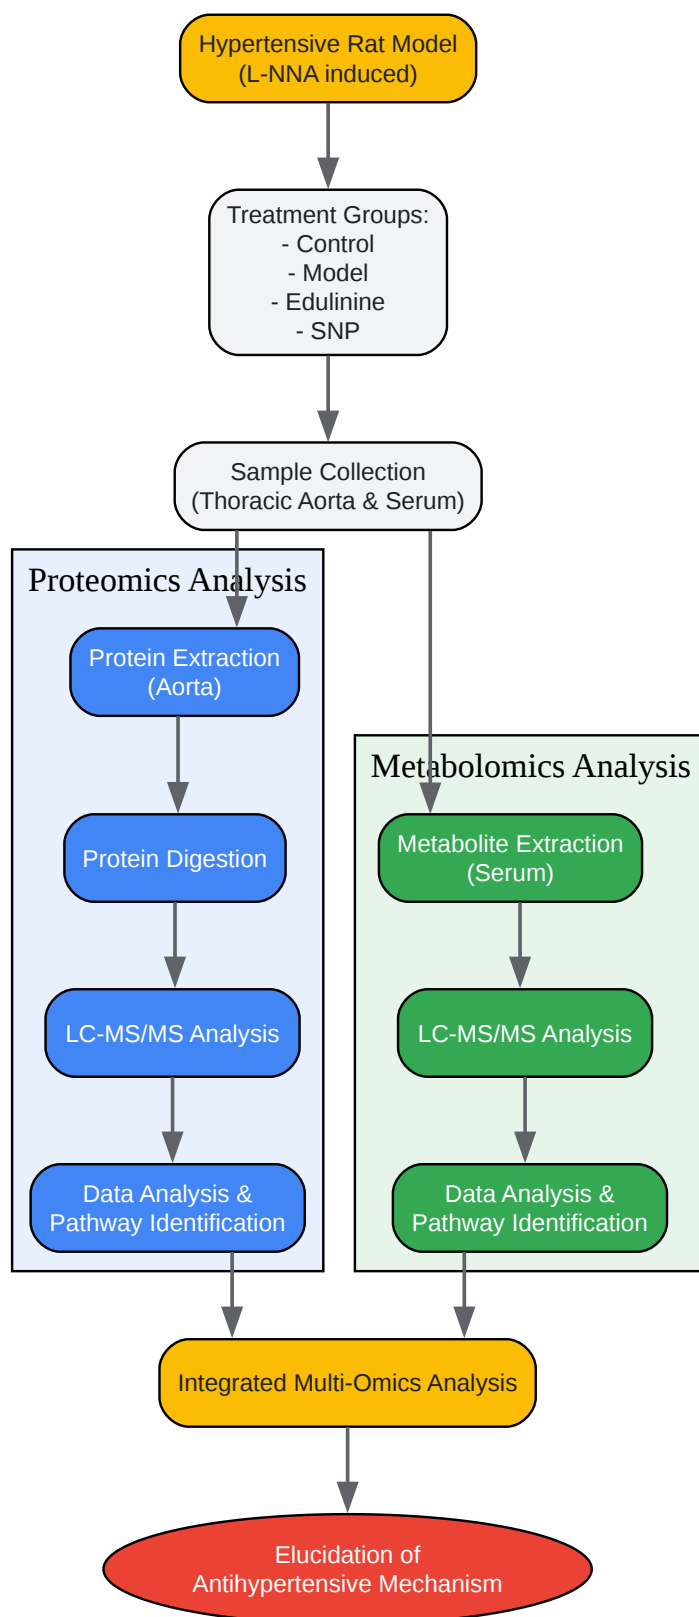 Hypertensive Rat Model
(L-NNA induced)
Treatment Groups:
- Control
- Model
- Edulinine
- SNP
Sample Collection
(Thoracic Aorta & Serum)
Proteomics Analysis
Protein Extraction
(Aorta)
Protein Digestion
LC-MS/MS Analysis
Data Analysis &
Pathway Identification
Metabolomics Analysis
Metabolite Extraction
(Serum)
LC-MS/MS Analysis
Data Analysis &
Pathway Identification
Integrated Multi-Omics Analysis
Elucidation of
Antihypertensive Mechanism